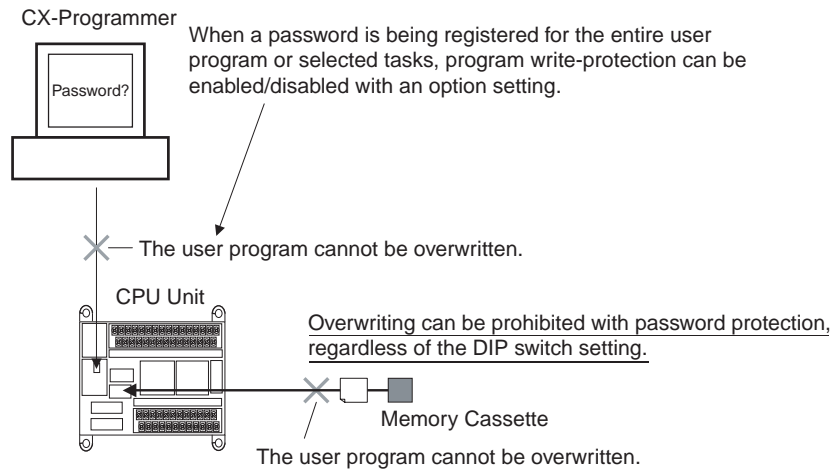 CX-Programmer
When a password is being registered for the entire user
program or selected tasks, program write-protection can be
enabled/disabled with an option setting.
Password?
The user program cannot be overwritten.
CPU Unit
Overwriting can be prohibited with password protection,
regardless of the DIP switch setting.
Memory Cassette
The user program cannot be overwritten.